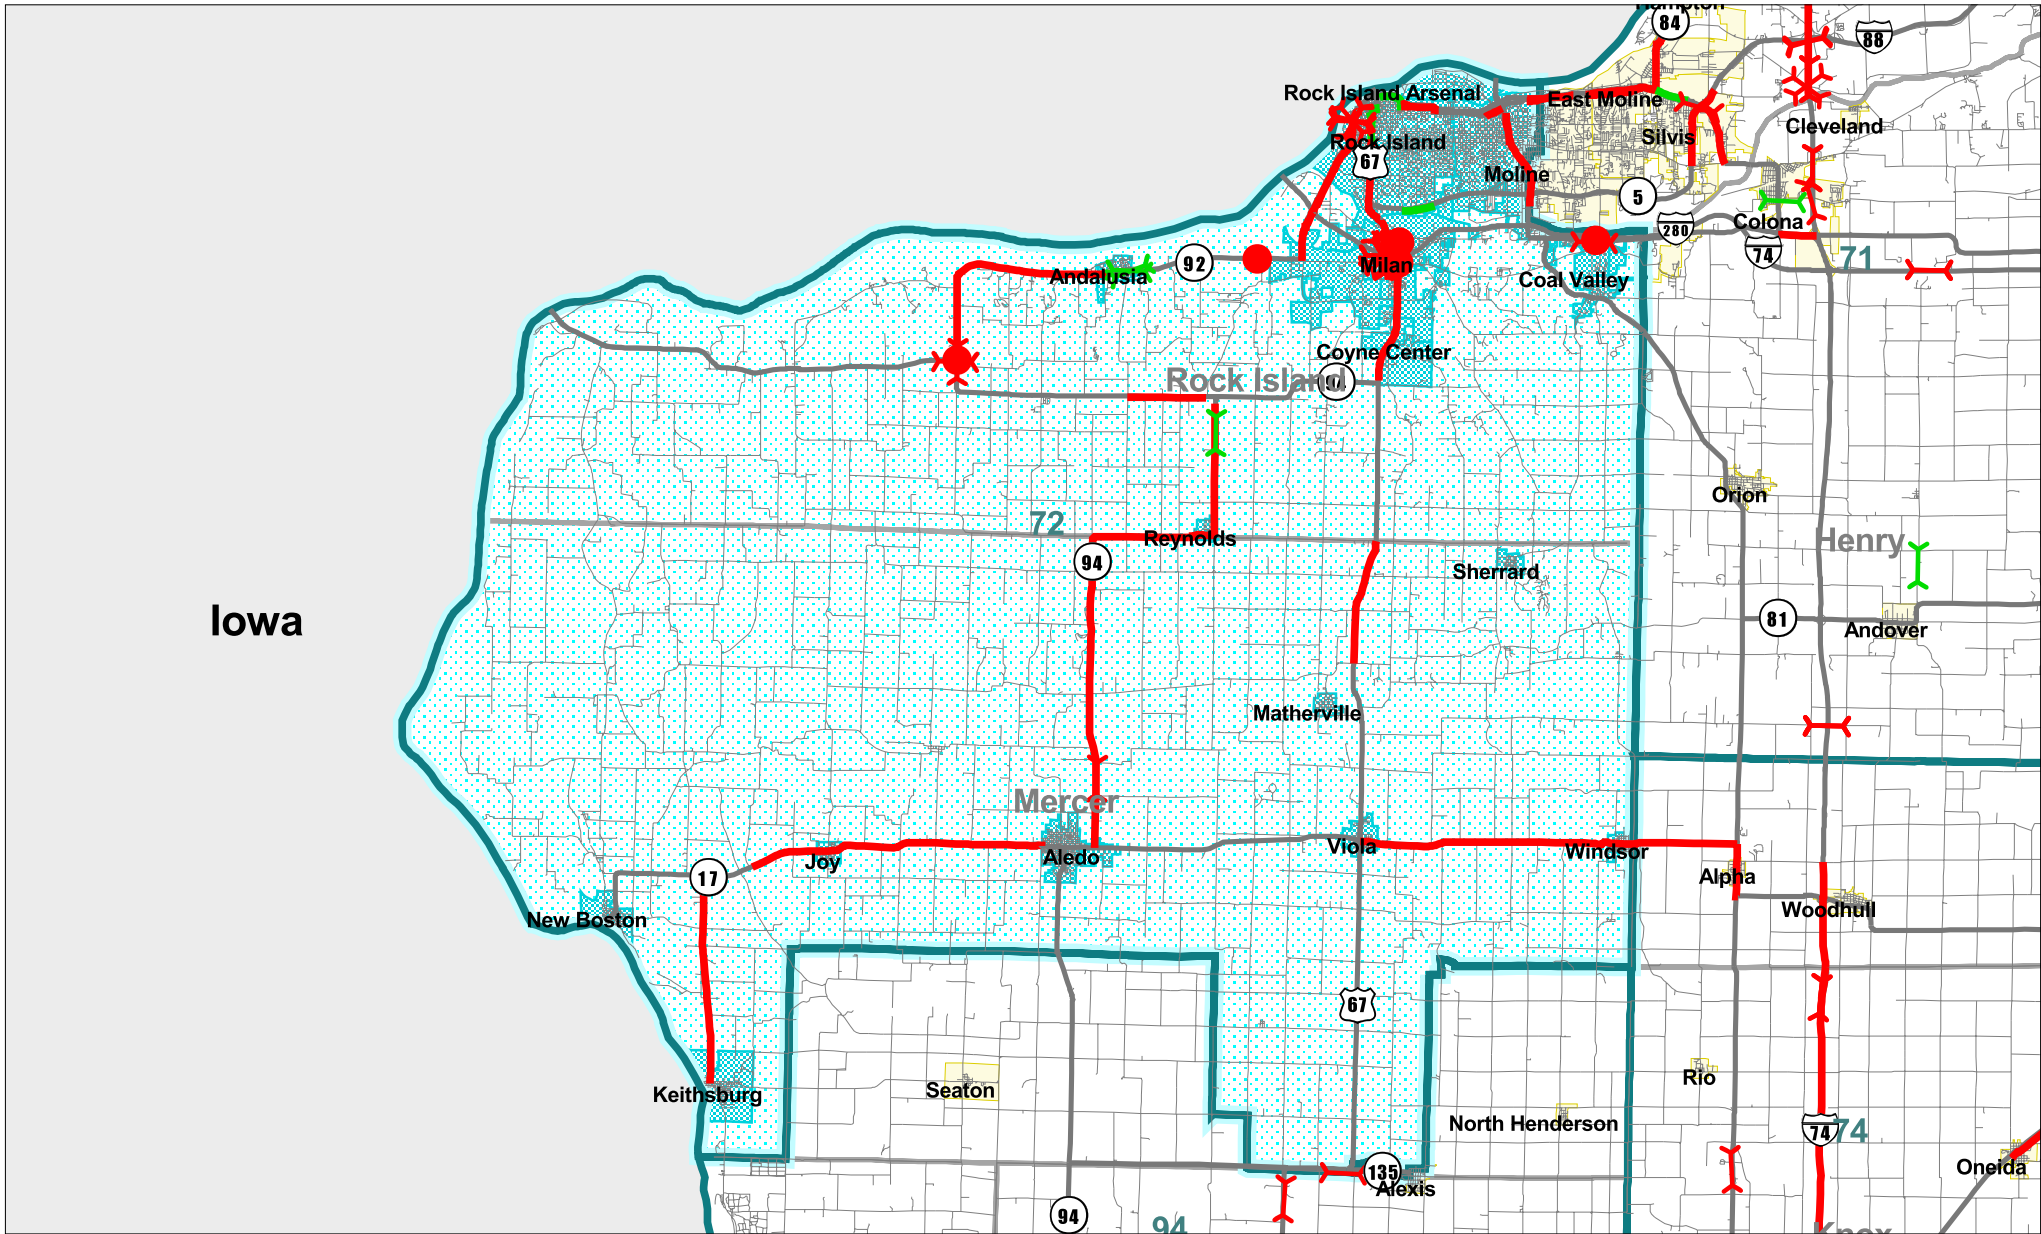 Hampton
84
88
Rock Island Arsenal
East Moline
Cleveland
Silvis
Rock Island
67
Moline
5
Colona
280
74
71
92
Milan
Andalusia
Coal Valley
Coyne Center
Rock Island
94
Orion
72
Reynolds
Henry
94
Sherrard
Iowa
81
Andover
Matherville
Mercer
Viola
Windsor
Aledo
Joy
17
Alpha
Woodhull
New Boston
67
Rio
Seaton
Keithsburg
North Henderson
74
74
Oneida
135
Alexis
94
94
Knox